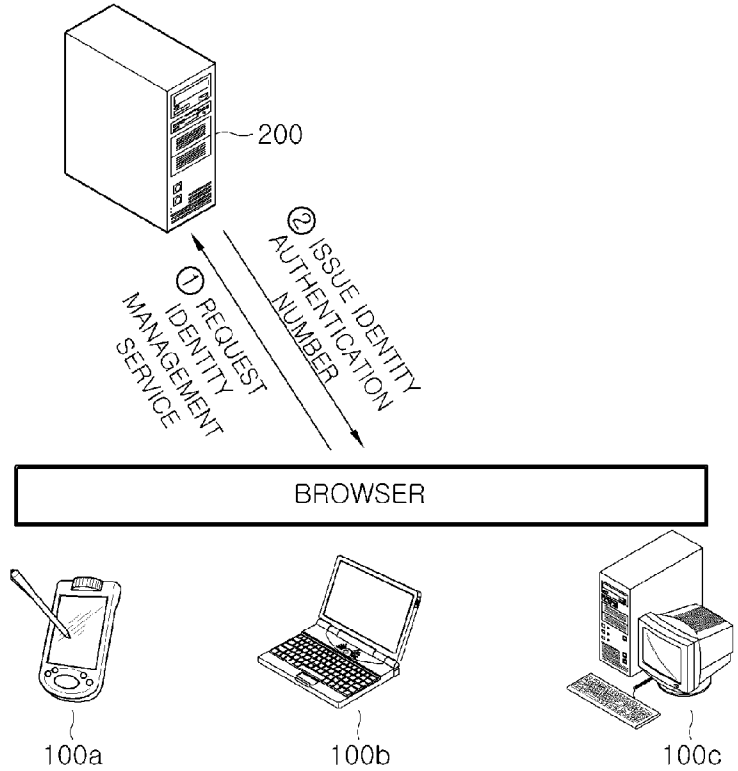 200
① REQUEST
IDENTITY
MANAGEMENT
SERVICE
② ISSUE IDENTITY
AUTHENTICATION
NUMBER
BROWSER
100a
100b
100c